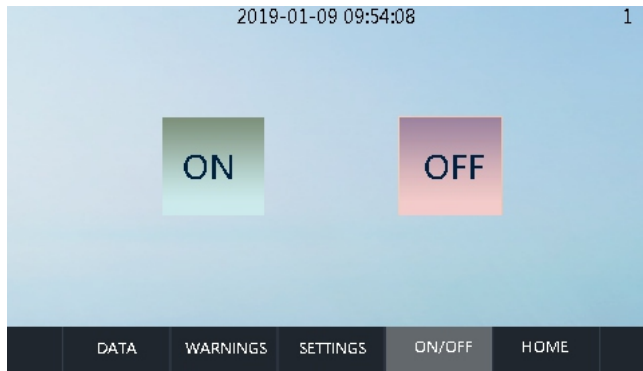 2019-01-09 09:54:08 1
ON OFF
DATA WARNINGS SETTINGS ON/OFF HOME